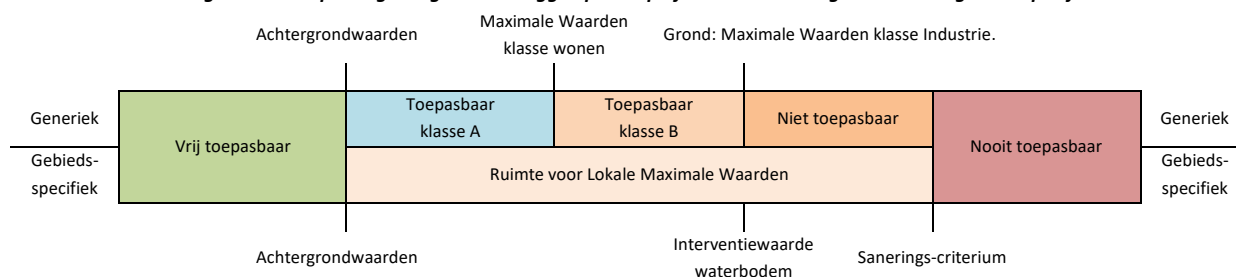 Maximale Waarden
klasse wonen
Achtergrondwaarden
Grond: Maximale Waarden klasse Industrie.
Generiek
Vrij toepasbaar
Toepasbaar
klasse A
Toepasbaar
klasse B
Niet toepasbaar
Nooit toepasbaar
Generiek
Gebieds-
specifiek
Ruimte voor Lokale Maximale Waarden
Gebieds-
specifiek
Achtergrondwaarden
Interventiewaarde
waterbodem
Sanerings-criterium